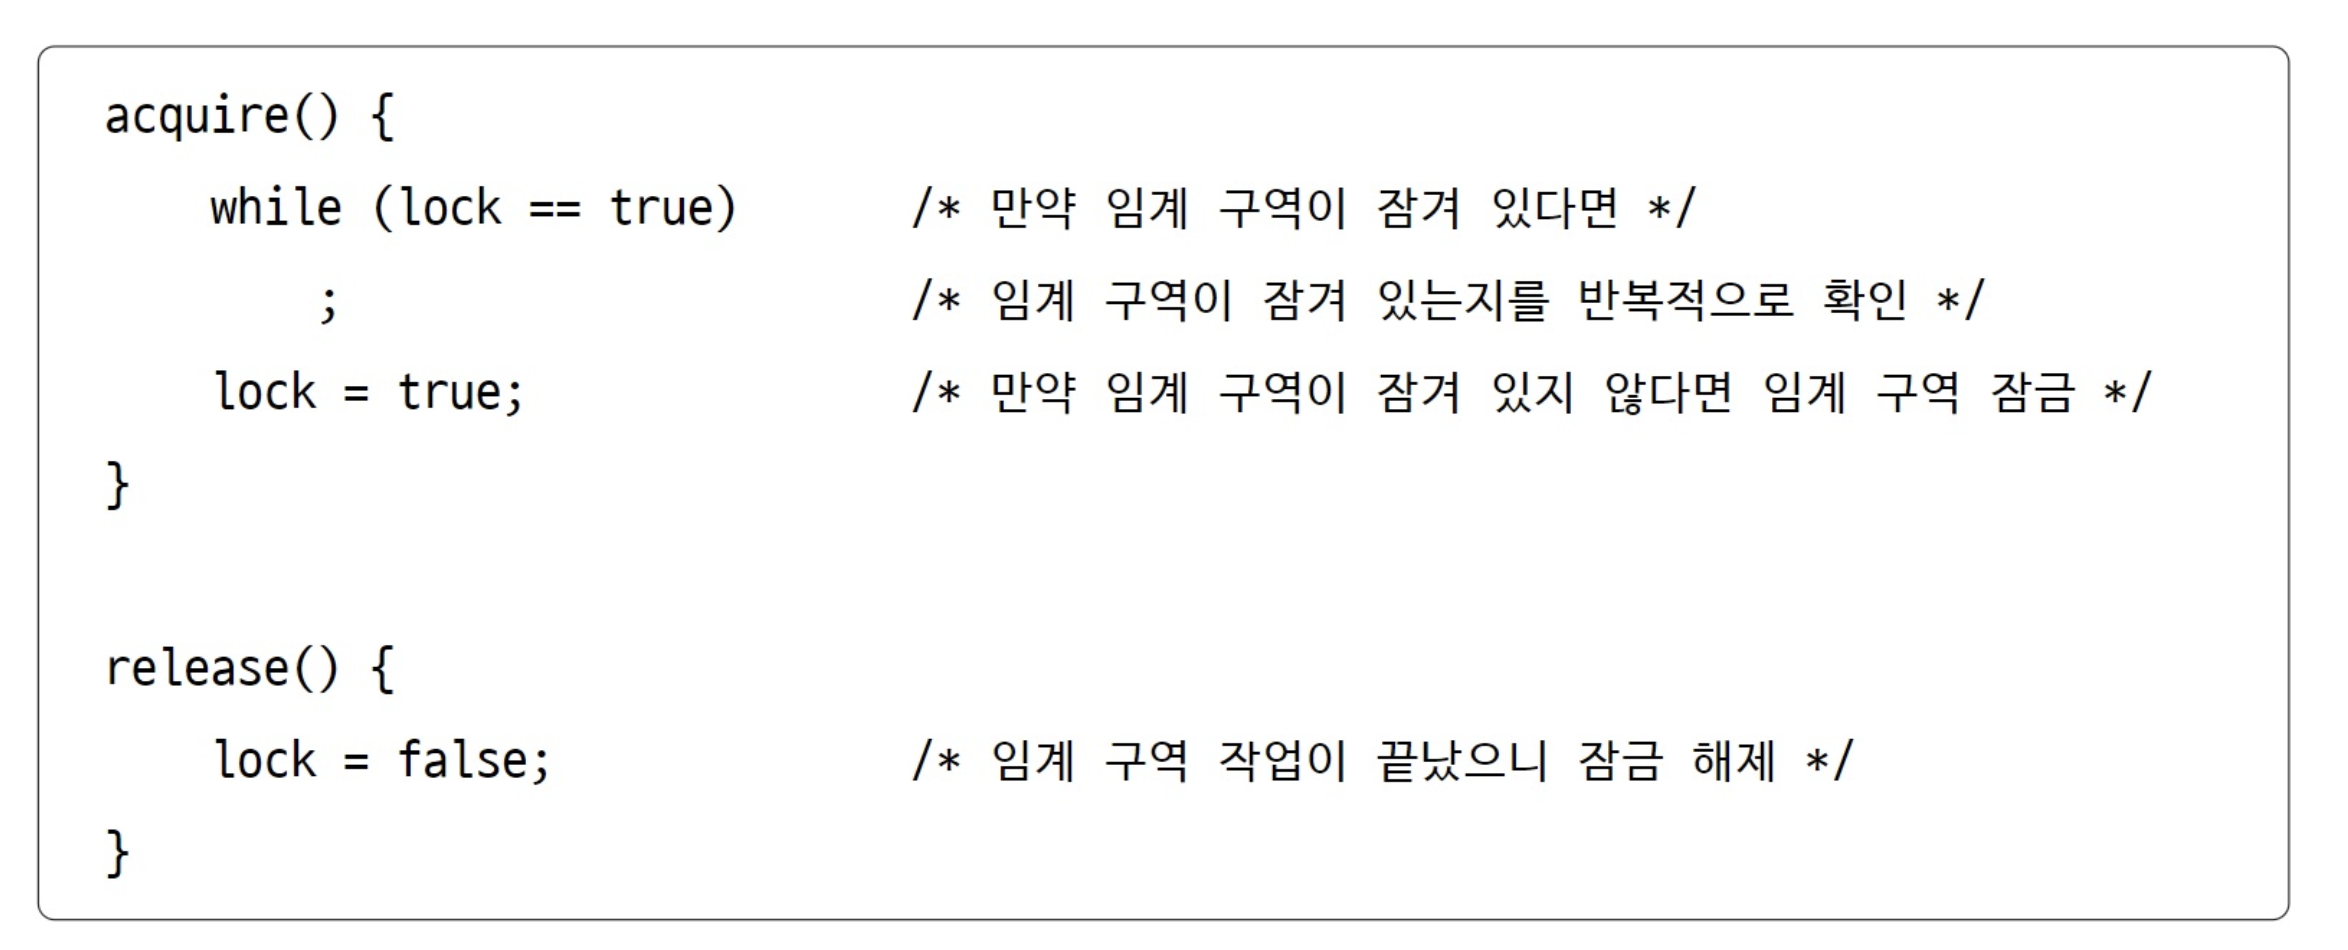 acquire() {
while (lock == true) /* 만약 임계 구역이 잠겨 있다면 */
; /* 임계 구역이 잠겨 있는지를 반복적으로 확인 */
lock = true; /* 만약 임계 구역이 잠겨 있지 않다면 임계 구역 잠금 */
}
release() {
lock = false; /* 임계 구역 작업이 끝났으니 잠금 해제 */
}